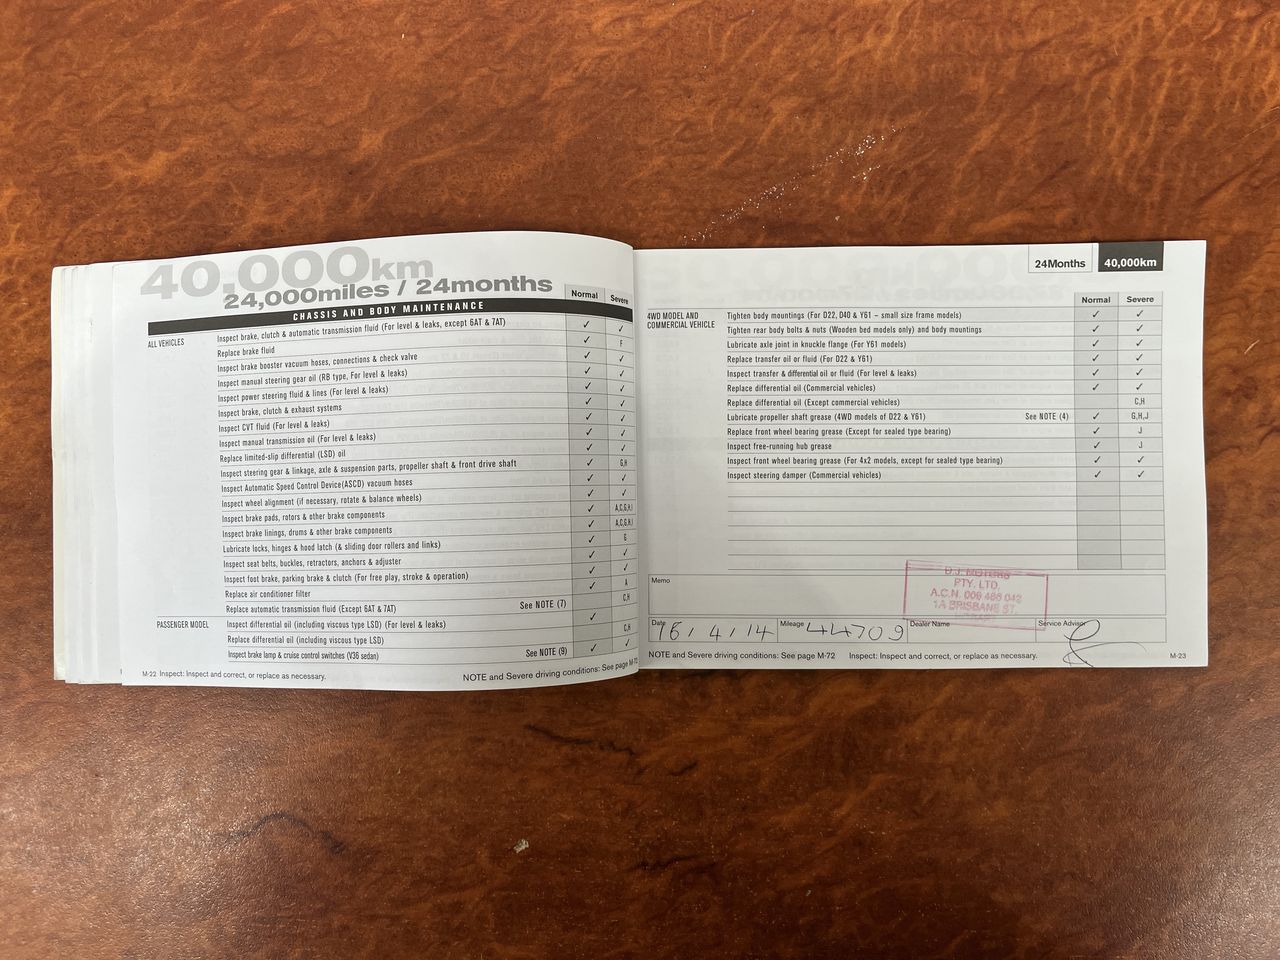 40,000km
24,000miles / 24months
Normal Severe
CHASSIS AND BODY MAINTENANCE
ALL VEHICLES
Inspect brake, clutch & automatic transmission fluid (For level & leaks, except 6AT & 7AT) ✓ ✓
Replace brake fluid ✓ F
Inspect brake booster vacuum hoses, connections & check valve ✓ ✓
Inspect manual steering gear oil (RB type, For level & leaks) ✓ ✓
Inspect power steering fluid & lines (For level & leaks) ✓ ✓
Inspect brake, clutch & exhaust systems ✓ ✓
Inspect CVT fluid (For level & leaks) ✓ ✓
Inspect manual transmission oil (For level & leaks) ✓ ✓
Replace limited-slip differential (LSD) oil ✓ ✓
Inspect steering gear & linkage, axle & suspension parts, propeller shaft & front drive shaft ✓ G,H
Inspect Automatic Speed Control Device(ASCD) vacuum hoses ✓ ✓
Inspect wheel alignment (if necessary, rotate & balance wheels) ✓ ✓
Inspect brake pads, rotors & other brake components ✓ A,C,G,H,I
Inspect brake linings, drums & other brake components ✓ A,C,G,H,I
Lubricate locks, hinges & hood latch (& sliding door rollers and links) ✓ G
Inspect seat belts, buckles, retractors, anchors & adjuster ✓ ✓
Inspect foot brake, parking brake & clutch (For free play, stroke & operation) ✓ ✓
Replace air conditioner filter ✓ A
Replace automatic transmission fluid (Except 6AT & 7AT) See NOTE (7) C,H
PASSENGER MODEL
Inspect differential oil (including viscous type LSD) (For level & leaks) ✓
Replace differential oil (including viscous type LSD) C,H
Inspect brake lamp & cruise control switches (V36 sedan) See NOTE (9) ✓ ✓
M-22 Inspect: Inspect and correct, or replace as necessary. NOTE and Severe driving conditions: See page M-72
24Months 40,000km
Normal Severe
4WD MODEL AND
COMMERCIAL VEHICLE
Tighten body mountings (For D22, D40 & Y61 – small size frame models) ✓ ✓
Tighten rear body bolts & nuts (Wooden bed models only) and body mountings ✓ ✓
Lubricate axle joint in knuckle flange (For Y61 models) ✓ ✓
Replace transfer oil or fluid (For D22 & Y61) ✓ ✓
Inspect transfer & differential oil or fluid (For level & leaks) ✓ ✓
Replace differential oil (Commercial vehicles) ✓ ✓
Replace differential oil (Except commercial vehicles) C,H
Lubricate propeller shaft grease (4WD models of D22 & Y61) See NOTE (4) ✓ G,H,J
Replace front wheel bearing grease (Except for sealed type bearing) ✓ J
Inspect free-running hub grease ✓ J
Inspect front wheel bearing grease (For 4x2 models, except for sealed type bearing) ✓ ✓
Inspect steering damper (Commercial vehicles) ✓ ✓
Memo
D.J. MOTORS
PTY. LTD.
A.C.N. 009 486 042
1A BRISBANE ST.
Date 16/4/14 Mileage 44709 Dealer Name Service Advisor
NOTE and Severe driving conditions: See page M-72 Inspect: Inspect and correct, or replace as necessary. M-23